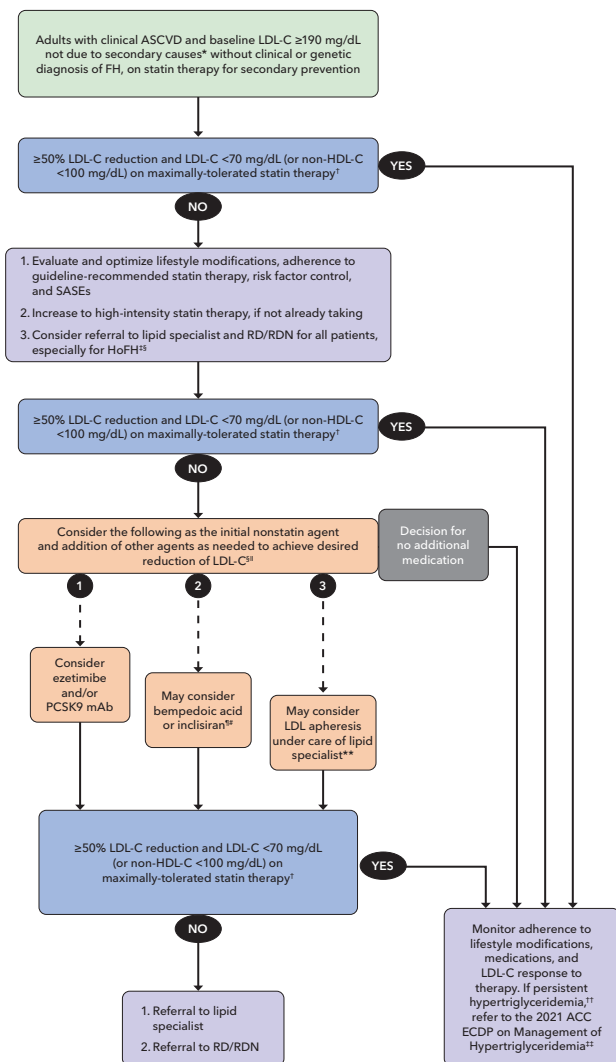 Adults with clinical ASCVD and baseline LDL-C ≥190 mg/dL
not due to secondary causes* without clinical or genetic
diagnosis of FH, on statin therapy for secondary prevention
≥50% LDL-C reduction and LDL-C <70 mg/dL (or non-HDL-C
<100 mg/dL) on maximally-tolerated statin therapy†
YES
NO
1. Evaluate and optimize lifestyle modifications, adherence to
guideline-recommended statin therapy, risk factor control,
and SASEs
2. Increase to high-intensity statin therapy, if not already taking
3. Consider referral to lipid specialist and RD/RDN for all patients,
especially for HoFH‡§
≥50% LDL-C reduction and LDL-C <70 mg/dL (or non-HDL-C
<100 mg/dL) on maximally-tolerated statin therapy†
YES
NO
Consider the following as the initial nonstatin agent
and addition of other agents as needed to achieve desired
reduction of LDL-C§‖
Decision for
no additional
medication
1
2
3
Consider
ezetimibe
and/or
PCSK9 mAb
May consider
bempedoic acid
or inclisiran¶#
May consider
LDL apheresis
under care of lipid
specialist**
≥50% LDL-C reduction and LDL-C <70 mg/dL
(or non-HDL-C <100 mg/dL) on
maximally-tolerated statin therapy†
YES
NO
1. Referral to lipid
specialist
2. Referral to RD/RDN
Monitor adherence to
lifestyle modifications,
medications, and
LDL-C response to
therapy. If persistent
hypertriglyceridemia,††
refer to the 2021 ACC
ECDP on Management of
Hypertriglyceridemia‡‡